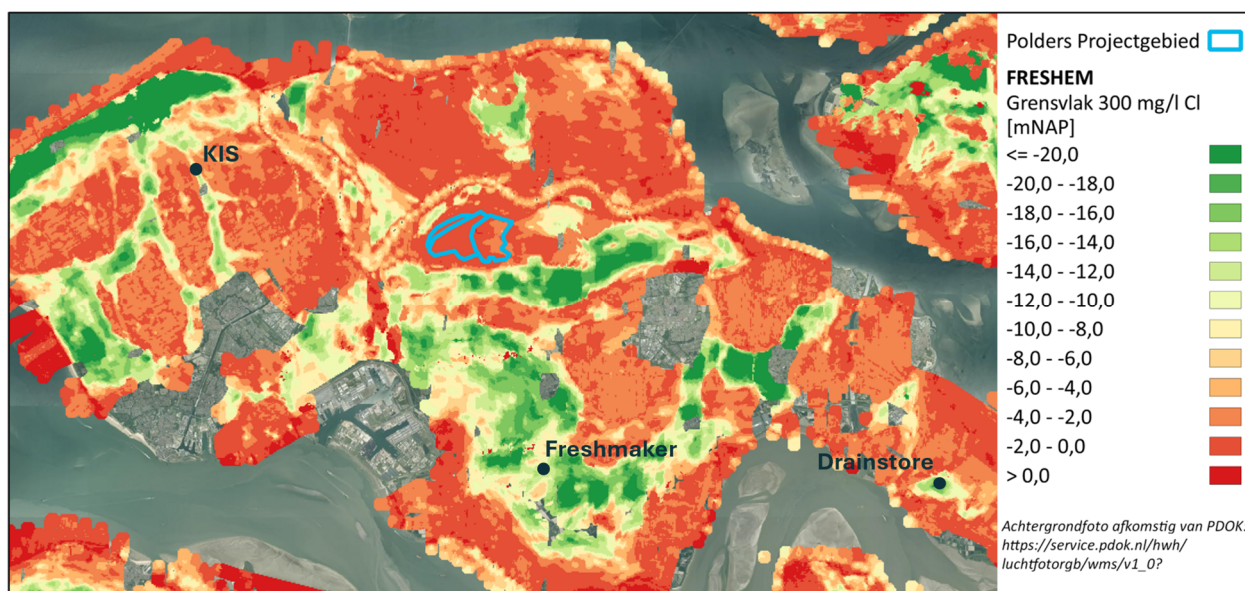 KIS
Freshmaker
Drainstore
Polders Projectgebied
FRESHEM
Grensvlak 300 mg/l Cl
[mNAP]
<= -20,0
-20,0 - -18,0
-18,0 - -16,0
-16,0 - -14,0
-14,0 - -12,0
-12,0 - -10,0
-10,0 - -8,0
-8,0 - -6,0
-6,0 - -4,0
-4,0 - -2,0
-2,0 - 0,0
> 0,0
Achtergrondfoto afkomstig van PDOK:
https://service.pdok.nl/hwh/
luchtfotorgb/wms/v1_0?